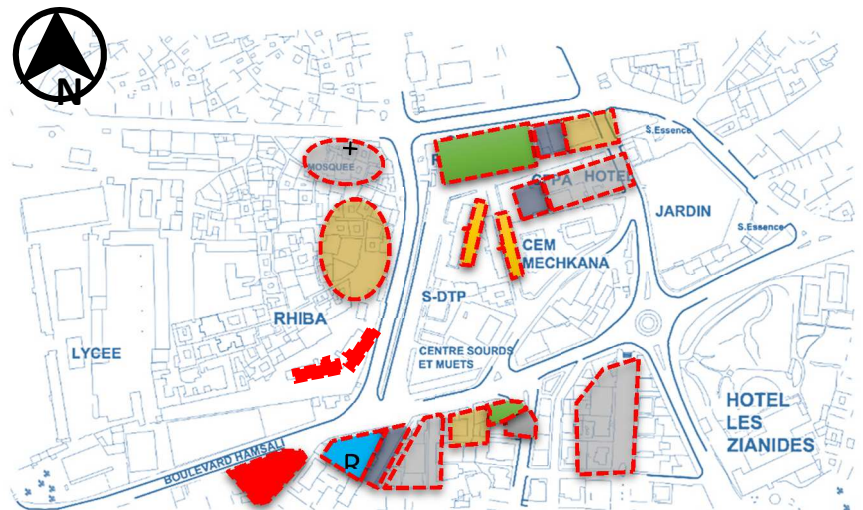 N
MOSQUEE
S.Essence
HOTEL
JARDIN
S.Essence
CEM
MECHKANA
S-DTP
RHIBA
LYCEE
CENTRE SOURDS
ET MUETS
HOTEL
LES
ZIANIDES
BOULEVARD HAMSALI